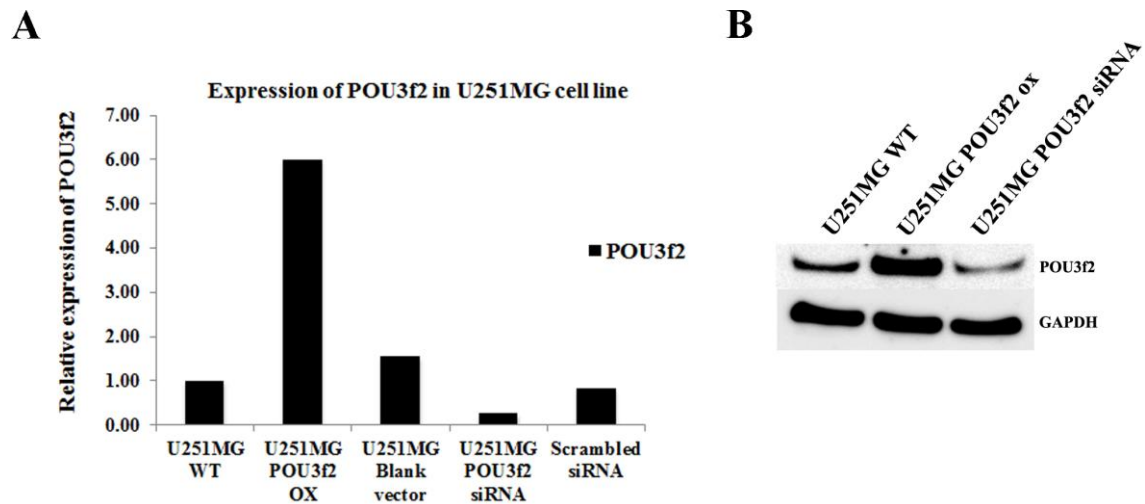 A
Expression of POU3f2 in U251MG cell line
Relative expression of POU3f2
7.00
6.00
5.00
4.00
3.00
2.00
1.00
0.00
U251MG
WT
U251MG
POU3f2
OX
U251MG
Blank
vector
U251MG
POU3f2
siRNA
Scrambled
siRNA
POU3f2
B
U251MG WT
U251MG POU3f2 ox
U251MG POU3f2 siRNA
POU3f2
GAPDH